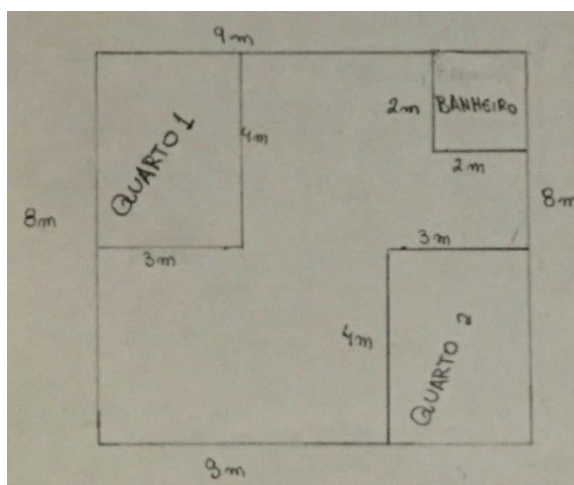 9m
2m BANHEIRO
QUARTO 1
4m
2m
8m
8m
3m
3m
4m
QUARTO 2
9m